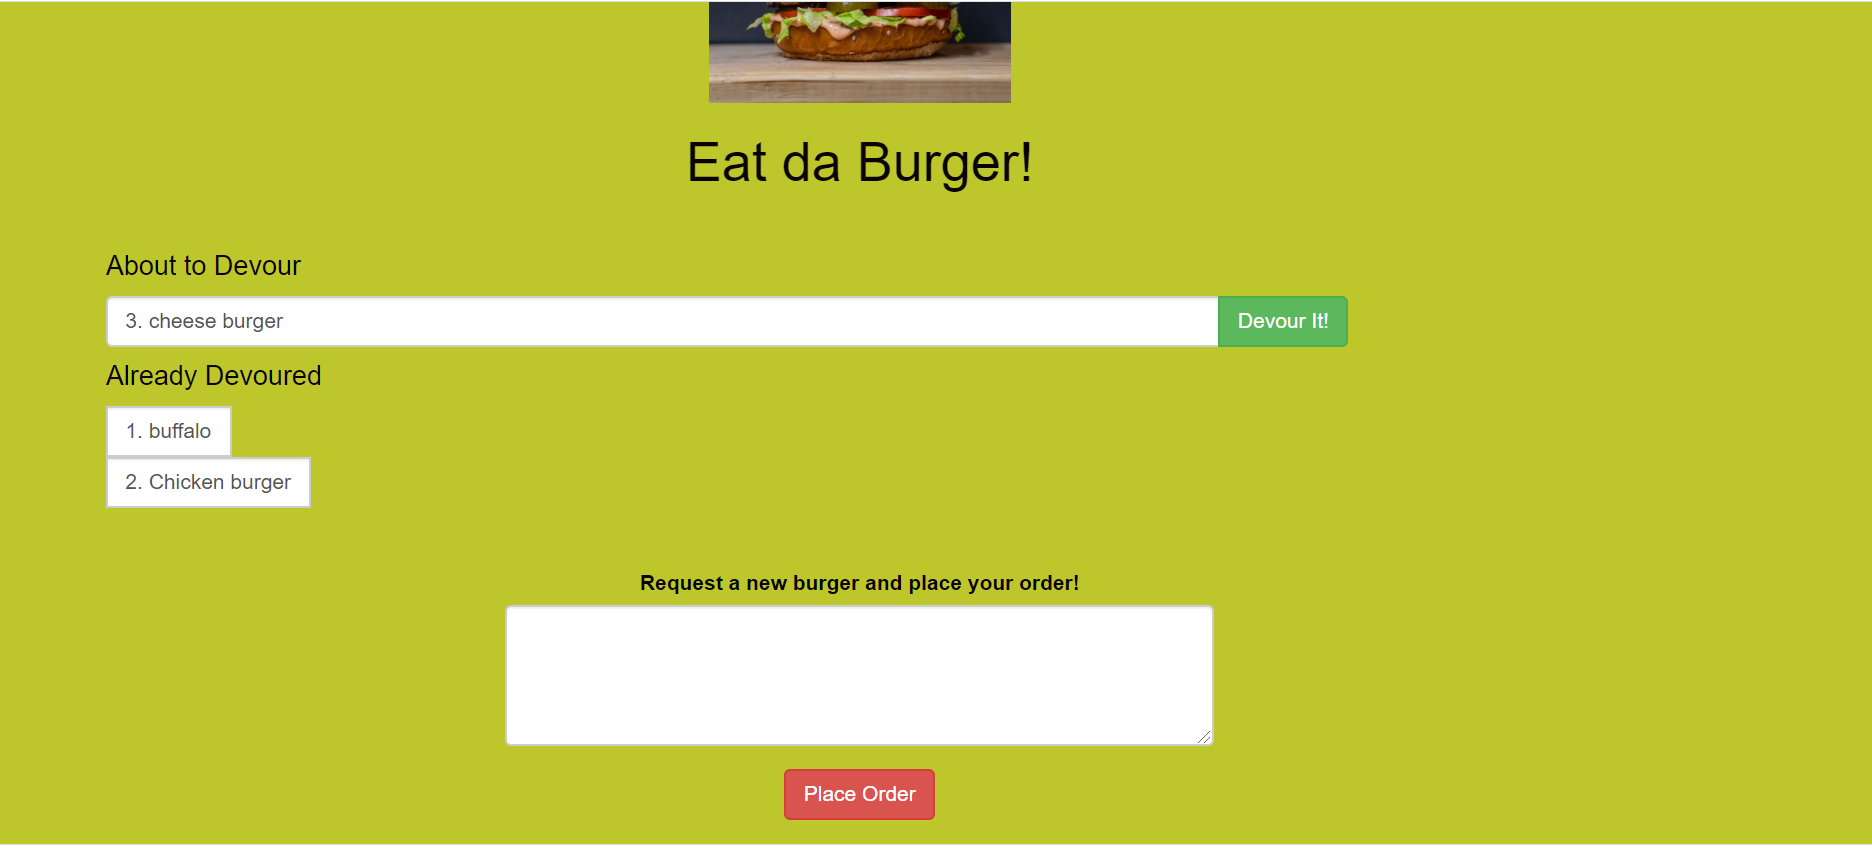 Eat da Burger!
About to Devour
3. cheese burger
Devour It!
Already Devoured
1. buffalo
2. Chicken burger
Request a new burger and place your order!
Place Order